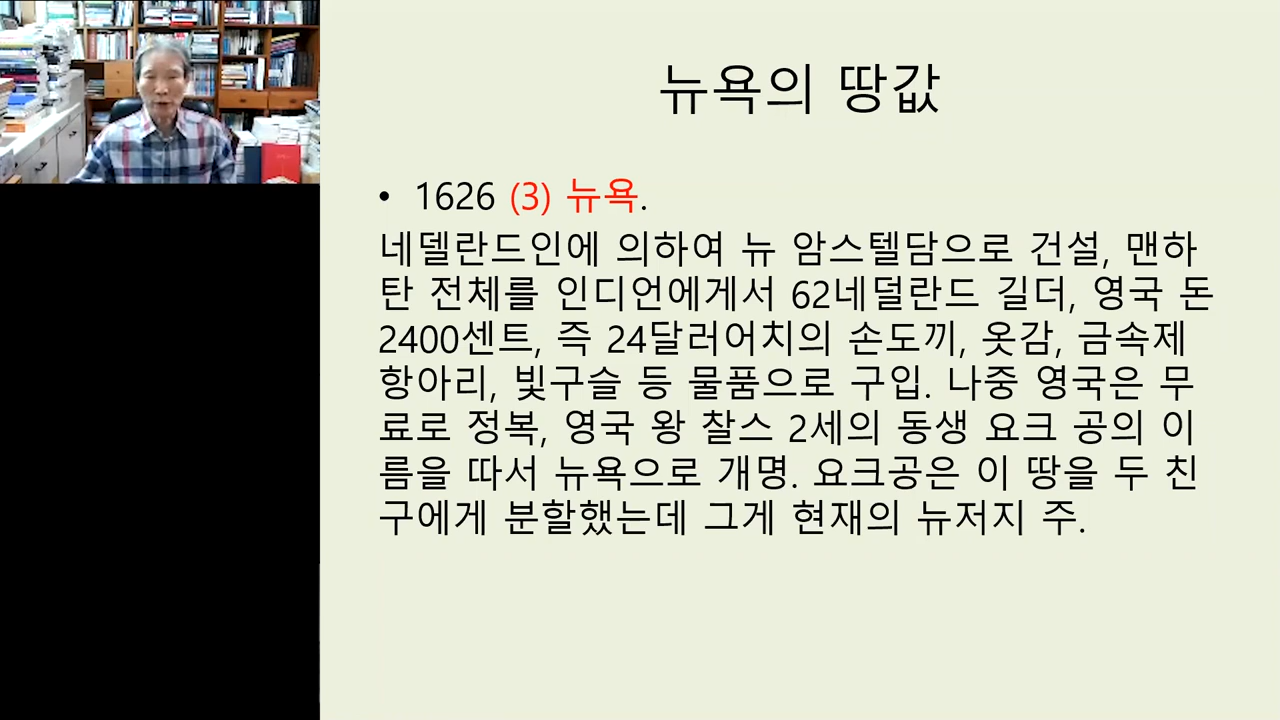 뉴욕의 땅값
• 1626 (3) 뉴욕.
네델란드인에 의하여 뉴 암스텔담으로 건설, 맨하
탄 전체를 인디언에게서 62네덜란드 길더, 영국 돈
2400센트, 즉 24달러어치의 손도끼, 옷감, 금속제
항아리, 빛구슬 등 물품으로 구입. 나중 영국은 무
료로 정복, 영국 왕 찰스 2세의 동생 요크 공의 이
름을 따서 뉴욕으로 개명. 요크공은 이 땅을 두 친
구에게 분할했는데 그게 현재의 뉴저지 주.